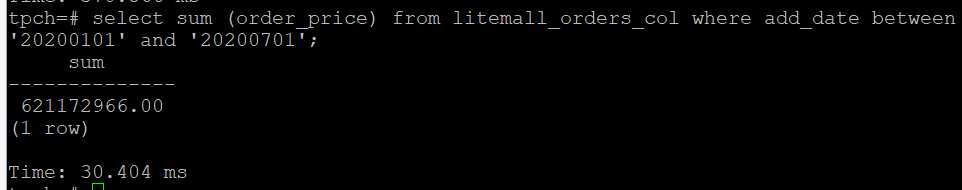 tpch=# select sum (order_price) from litemall_orders_col where add_date between
'20200101' and '20200701';
sum
--------------
621172966.00
(1 row)
Time: 30.404 ms